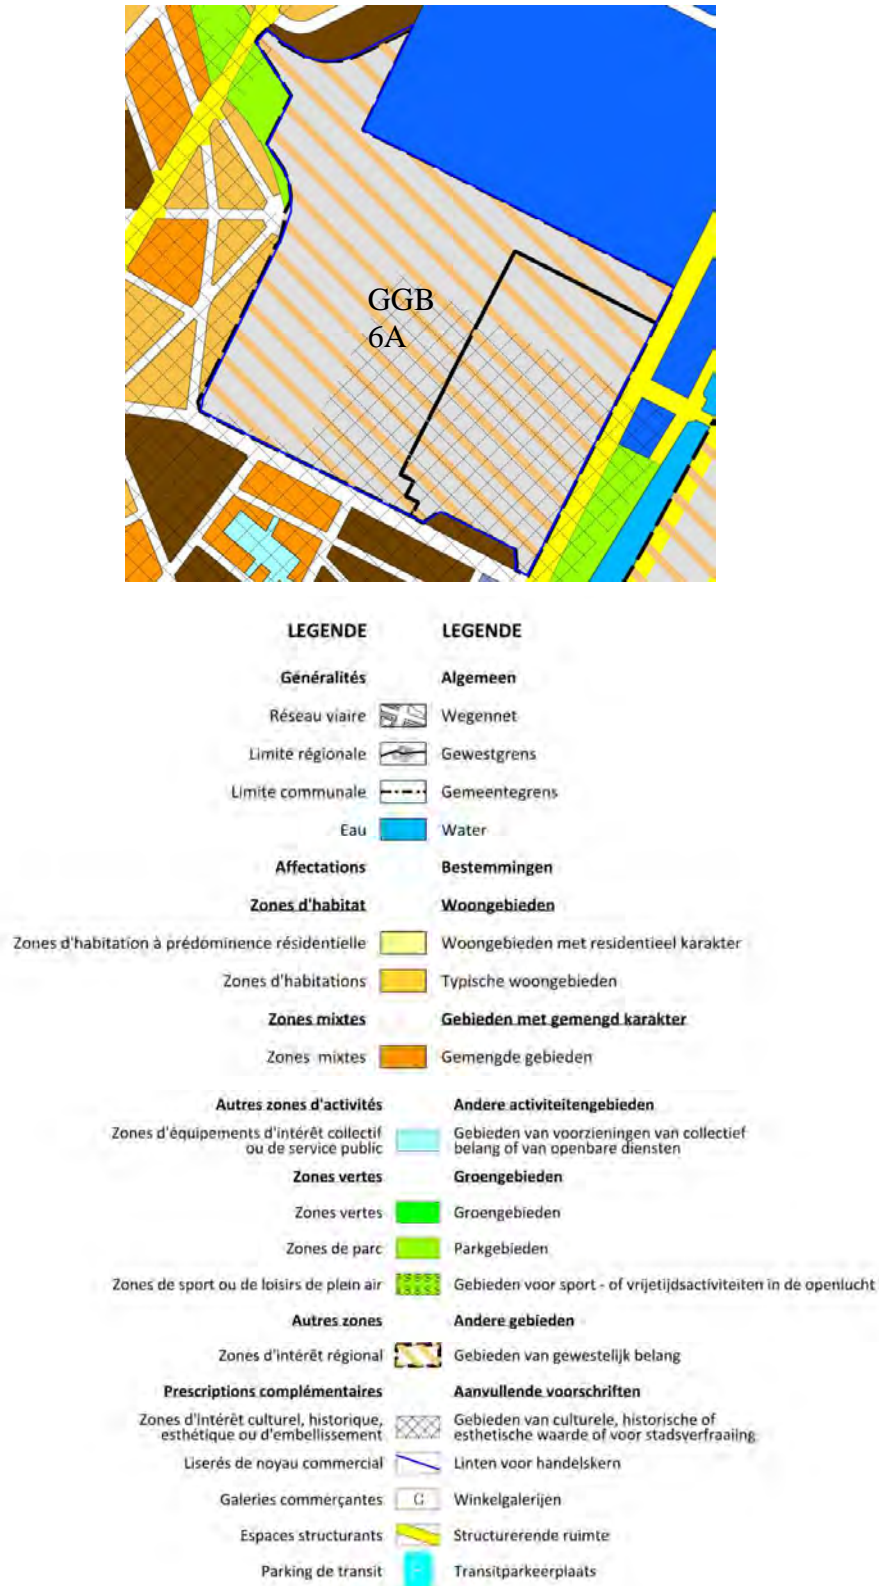 GGB
6A
LEGENDE LEGENDE
Généralités Algemeen
Réseau viaire Wegennet
Limite régionale Gewestgrens
Limite communale Gemeentegrens
Eau Water
Affectations Bestemmingen
Zones d'habitat Woongebieden
Zones d'habitation à prédominence résidentielle Woongebieden met residentieel karakter
Zones d'habitations Typische woongebieden
Zones mixtes Gebieden met gemengd karakter
Zones mixtes Gemengde gebieden
Autres zones d'activités Andere activiteitengebieden
Zones d'équipements d'intérêt collectif Gebieden van voorzieningen van collectief
ou de service public belang of van openbare diensten
Zones vertes Groengebieden
Zones vertes Groengebieden
Zones de parc Parkgebieden
Zones de sport ou de loisirs de plein air Gebieden voor sport - of vrijetijdsactiviteiten in de openlucht
Autres zones Andere gebieden
Zones d'intérêt régional Gebieden van gewestelijk belang
Prescriptions complémentaires Aanvullende voorschriften
Zones d'intérêt culturel, historique, Gebieden van culturele, historische of
esthétique ou d'embellissement esthetische waarde of voor stadsverfraaiing
Liserés de noyau commercial Linten voor handelskern
Galeries commerçantes G Winkelgalerijen
Espaces structurants Structurerende ruimte
Parking de transit Transitparkeerplaats